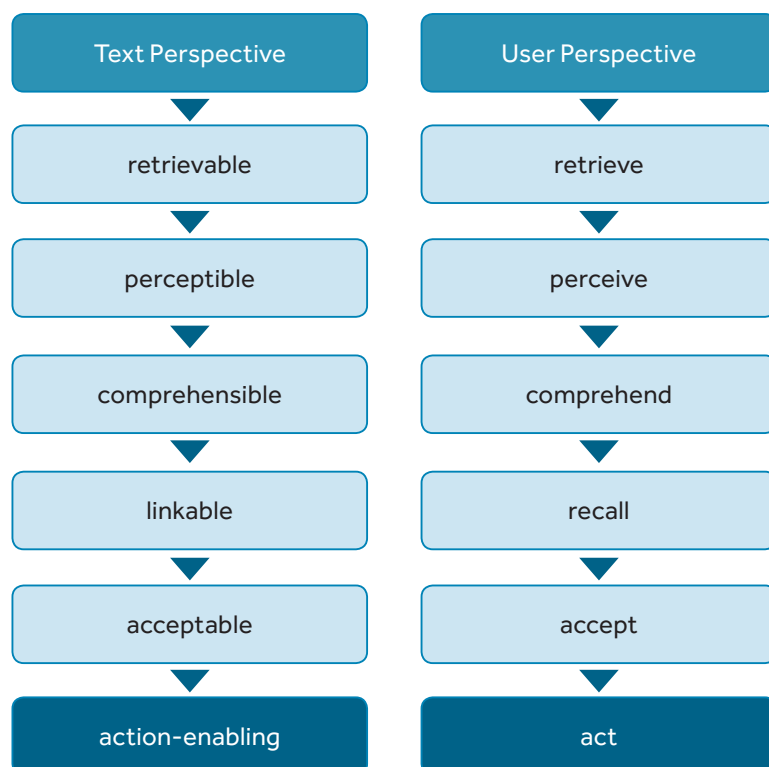 Text Perspective
retrievable
perceptible
comprehensible
linkable
acceptable
action-enabling
User Perspective
retrieve
perceive
comprehend
recall
accept
act